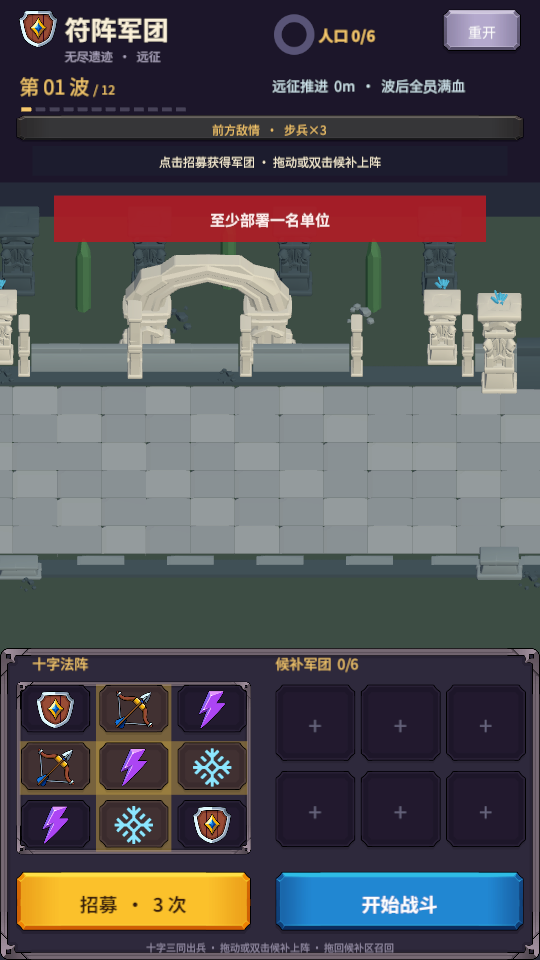 符阵军团
无尽遗迹 · 远征
人口 0/6
重开
第 01 波 / 12
远征推进 0m · 波后全员满血
前方敌情 · 步兵×3
点击招募获得军团 · 拖动或双击候补上阵
至少部署一名单位
十字法阵
候补军团 0/6
+ + +
+ + +
招募 · 3 次
开始战斗
十字三同出兵 · 拖动或双击候补上阵 · 拖回候补区召回